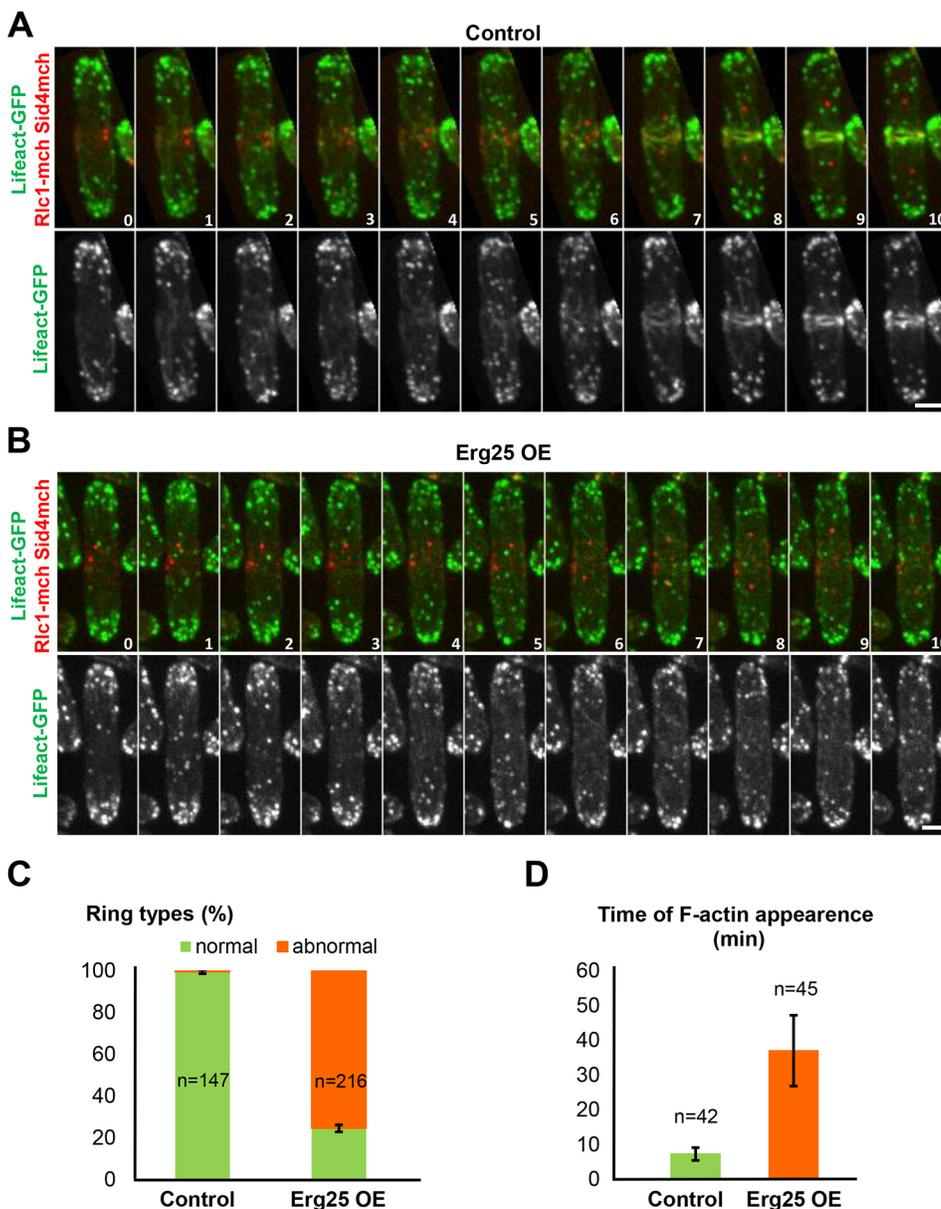 A
Control
Lifeact-GFP
Rlc1-mch Sid4mch
0 1 2 3 4 5 6 7 8 9 10
Lifeact-GFP
B
Erg25 OE
Lifeact-GFP
Rlc1-mch Sid4mch
0 1 2 3 4 5 6 7 8 9 1
Lifeact-GFP
C
Ring types (%)
normal abnormal
100
80
60
40
20
0
n=147
n=216
Control Erg25 OE
D
Time of F-actin appearence
(min)
60
50
40
30
20
10
0
n=42
n=45
Control Erg25 OE